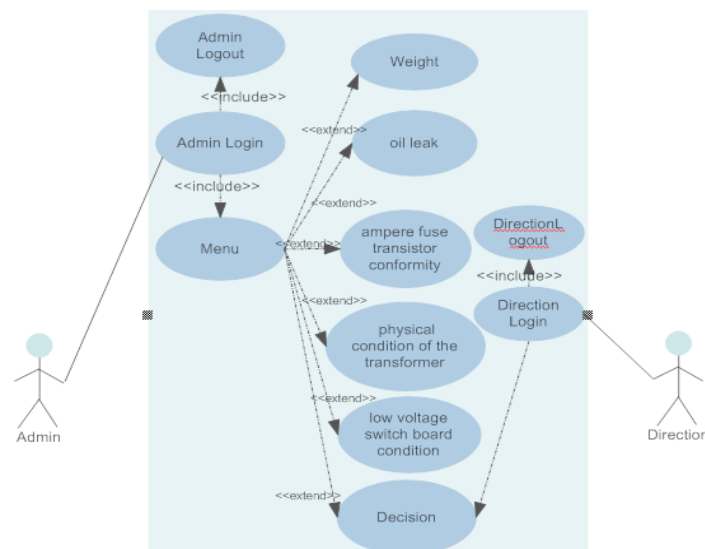 Admin
Logout
Weight
<<include>>
<<extend>>
Admin Login
oil leak
<<include>>
<<extend>>
ampere fuse
transistor
conformity
DirectionL
ogout
Menu
<<extend>>
<<include>>
<<extend>>
Direction
Login
physical
condition of the
transformer
<<extend>>
low voltage
switch board
condition
Admin
Direction
<<extend>>
Decision